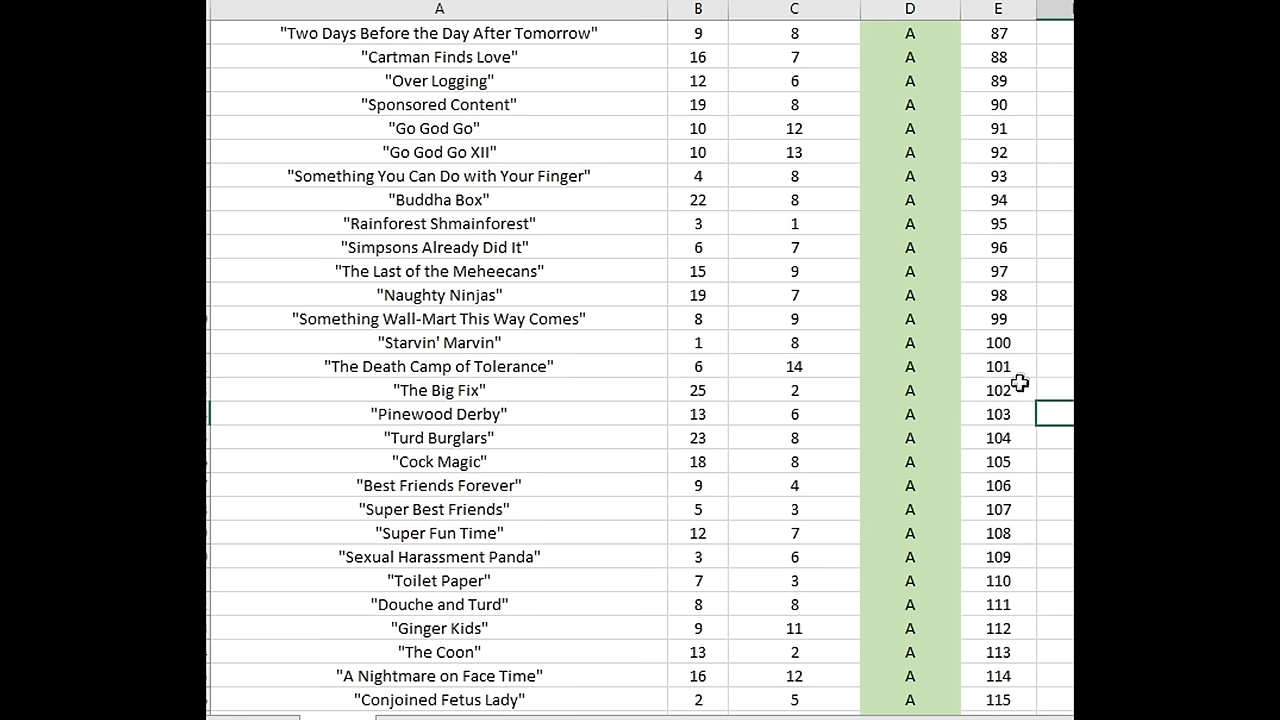 A B C D E
"Two Days Before the Day After Tomorrow" 9 8 A 87
"Cartman Finds Love" 16 7 A 88
"Over Logging" 12 6 A 89
"Sponsored Content" 19 8 A 90
"Go God Go" 10 12 A 91
"Go God Go XII" 10 13 A 92
"Something You Can Do with Your Finger" 4 8 A 93
"Buddha Box" 22 8 A 94
"Rainforest Shmainforest" 3 1 A 95
"Simpsons Already Did It" 6 7 A 96
"The Last of the Meheecans" 15 9 A 97
"Naughty Ninjas" 19 7 A 98
"Something Wall-Mart This Way Comes" 8 9 A 99
"Starvin' Marvin" 1 8 A 100
"The Death Camp of Tolerance" 6 14 A 101
"The Big Fix" 25 2 A 102
"Pinewood Derby" 13 6 A 103
"Turd Burglars" 23 8 A 104
"Cock Magic" 18 8 A 105
"Best Friends Forever" 9 4 A 106
"Super Best Friends" 5 3 A 107
"Super Fun Time" 12 7 A 108
"Sexual Harassment Panda" 3 6 A 109
"Toilet Paper" 7 3 A 110
"Douche and Turd" 8 8 A 111
"Ginger Kids" 9 11 A 112
"The Coon" 13 2 A 113
"A Nightmare on Face Time" 16 12 A 114
"Conjoined Fetus Lady" 2 5 A 115